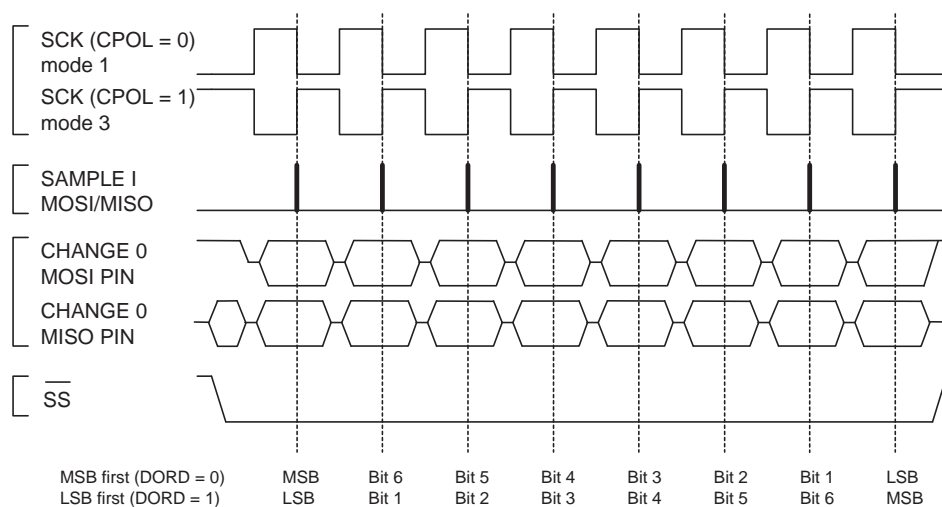 SCK (CPOL = 0)
mode 1
SCK (CPOL = 1)
mode 3
SAMPLE I
MOSI/MISO
CHANGE 0
MOSI PIN
CHANGE 0
MISO PIN
SS
MSB first (DORD = 0) MSB Bit 6 Bit 5 Bit 4 Bit 3 Bit 2 Bit 1 LSB
LSB first (DORD = 1) LSB Bit 1 Bit 2 Bit 3 Bit 4 Bit 5 Bit 6 MSB